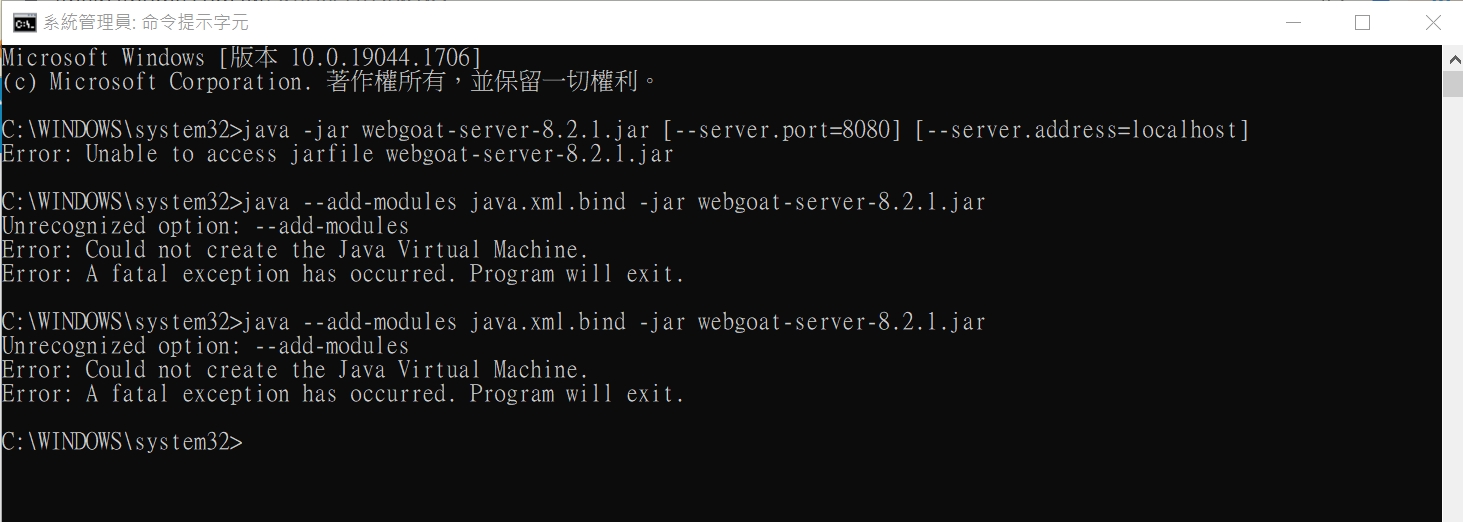 系統管理員: 命令提示字元
Microsoft Windows [版本 10.0.19044.1706]
(c) Microsoft Corporation. 著作權所有，並保留一切權利。
C:\WINDOWS\system32>java -jar webgoat-server-8.2.1.jar [--server.port=8080] [--server.address=localhost]
Error: Unable to access jarfile webgoat-server-8.2.1.jar
C:\WINDOWS\system32>java --add-modules java.xml.bind -jar webgoat-server-8.2.1.jar
Unrecognized option: --add-modules
Error: Could not create the Java Virtual Machine.
Error: A fatal exception has occurred. Program will exit.
C:\WINDOWS\system32>java --add-modules java.xml.bind -jar webgoat-server-8.2.1.jar
Unrecognized option: --add-modules
Error: Could not create the Java Virtual Machine.
Error: A fatal exception has occurred. Program will exit.
C:\WINDOWS\system32>